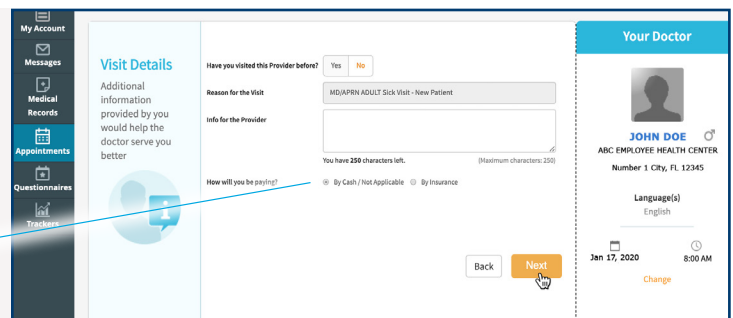 My Account
Messages
Medical
Records
Appointments
Questionnaires
Trackers
Visit Details
Additional
information
provided by you
would help the
doctor serve you
better
Have you visited this Provider before?
Yes No
Reason for the Visit
MD/APRN ADULT Sick Visit - New Patient
Info for the Provider
You have 250 characters left.
(Maximum characters: 250)
How will you be paying?
By Cash / Not Applicable
By Insurance
Back
Next
Your Doctor
JOHN DOE
ABC EMPLOYEE HEALTH CENTER
Number 1 City, FL 12345
Language(s)
English
Jan 17, 2020
8:00 AM
Change